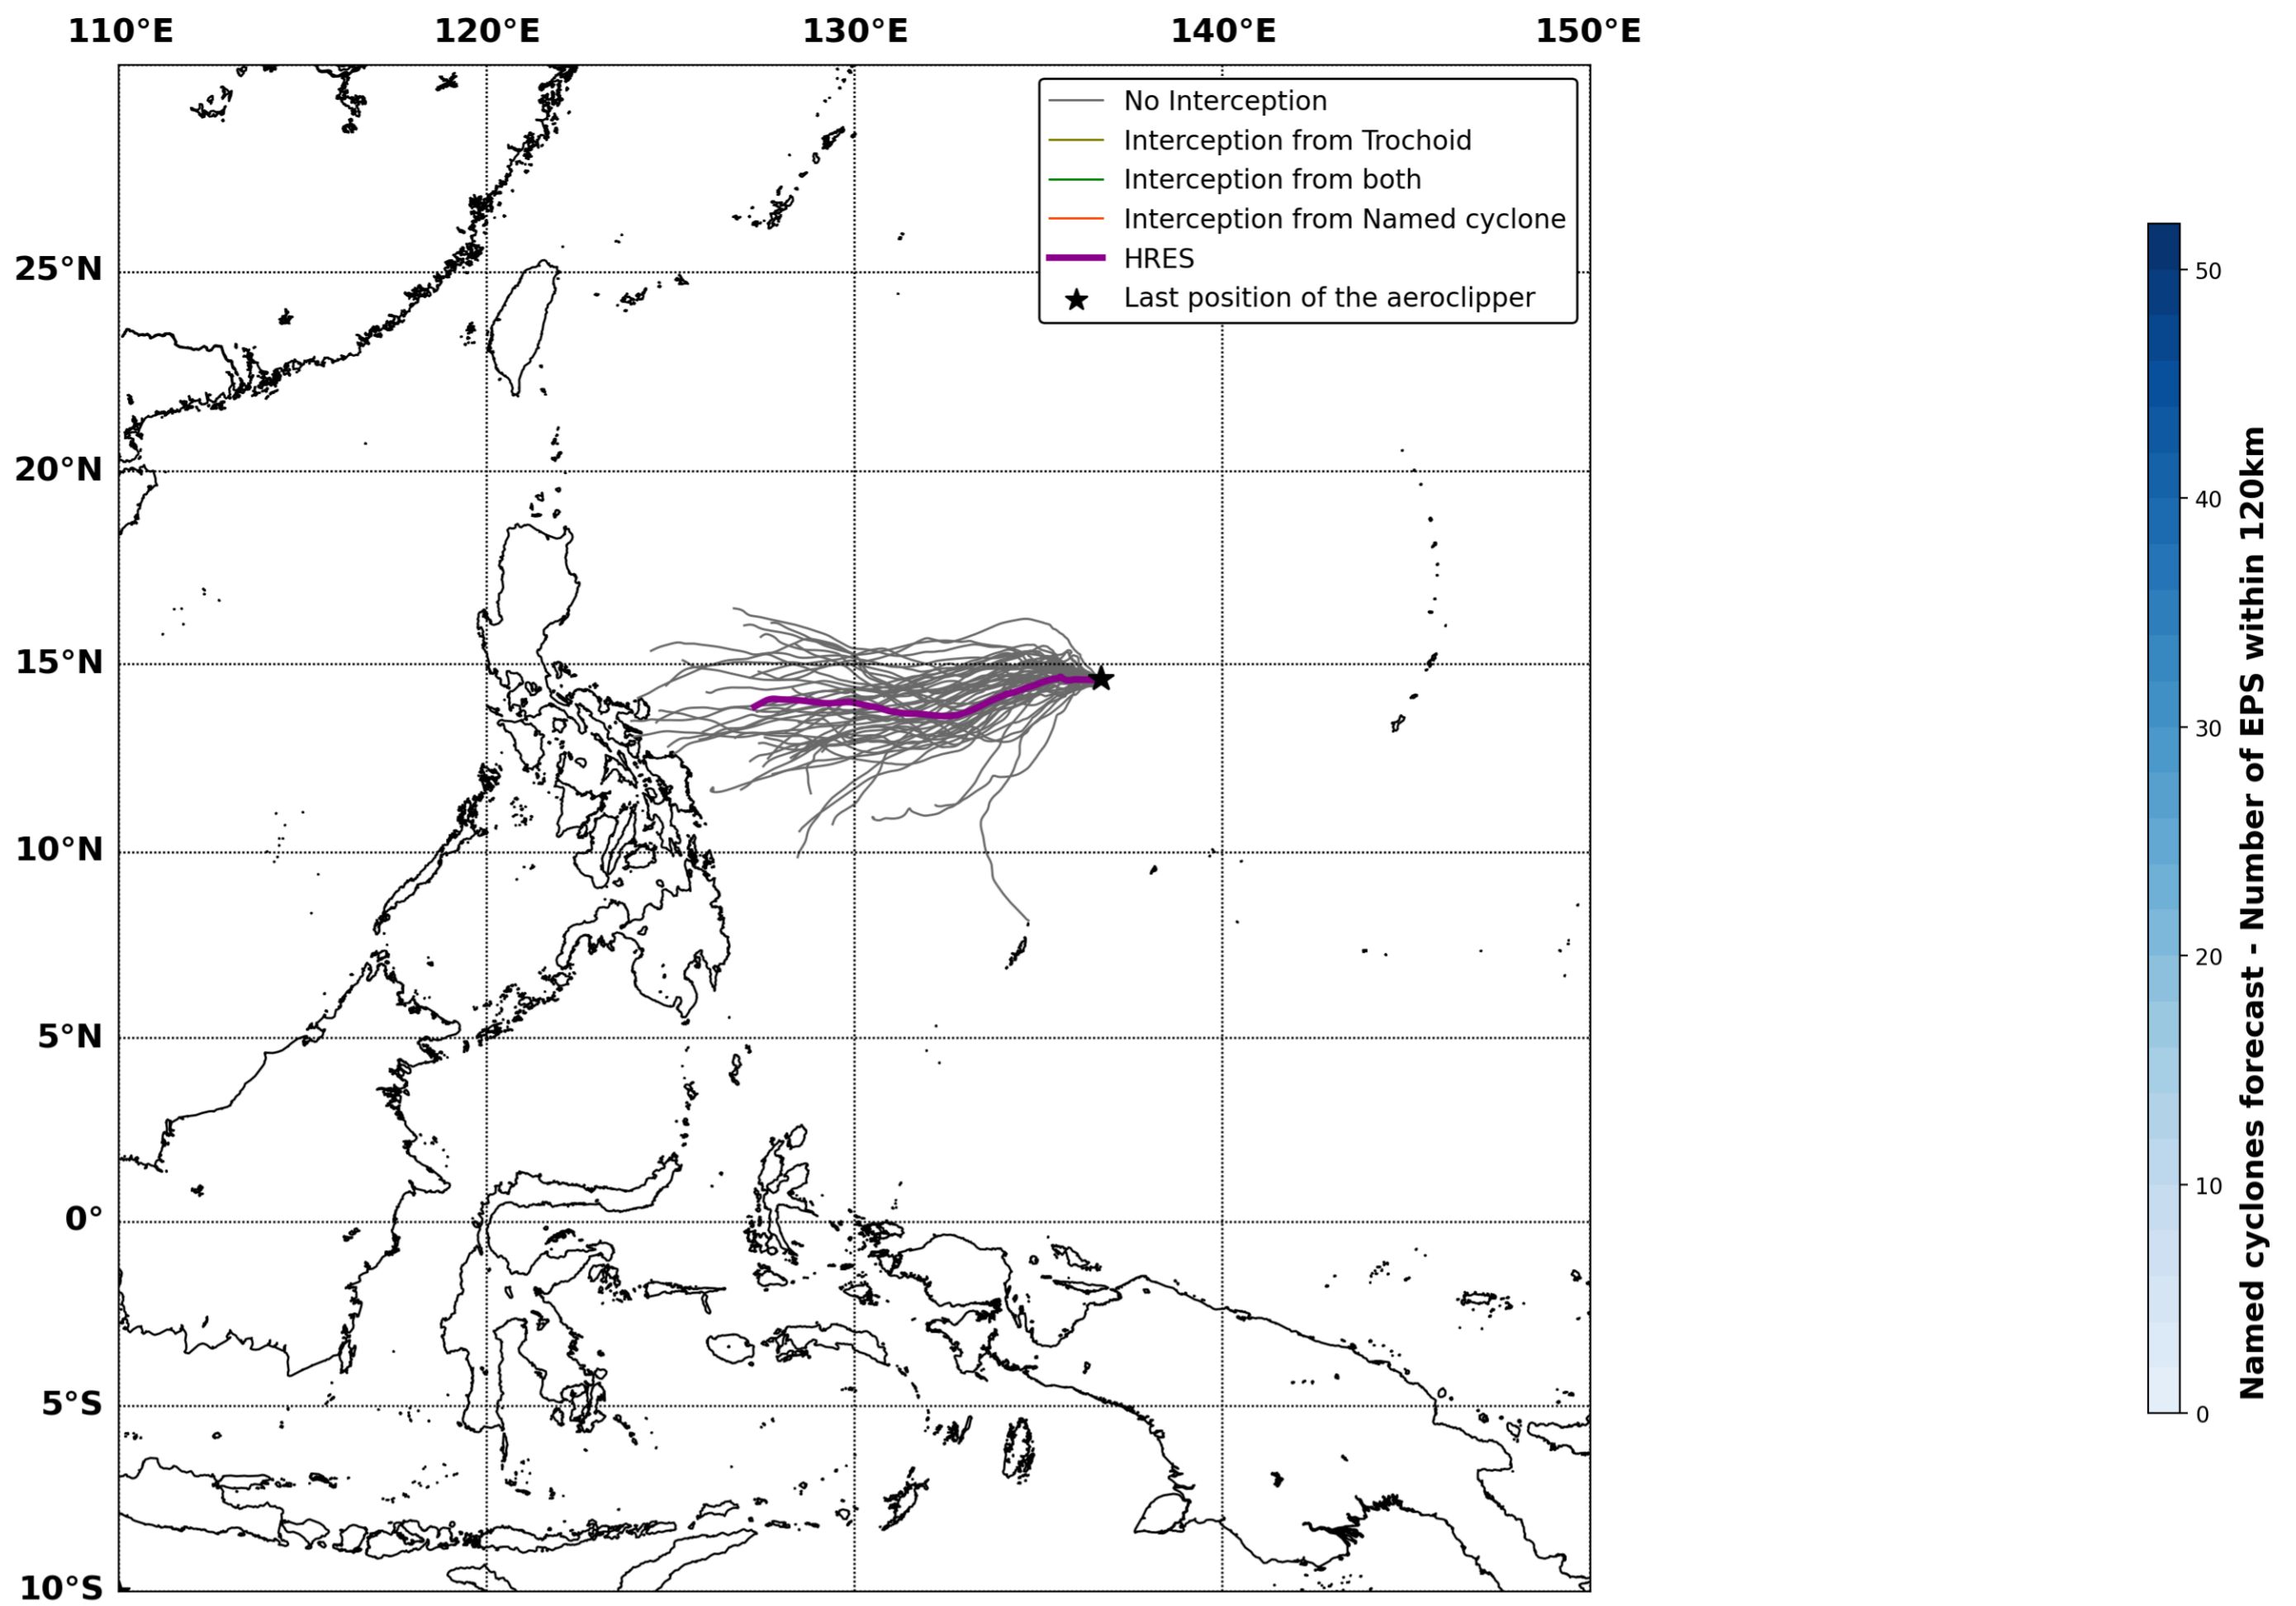 110°E 120°E 130°E 140°E 150°E
No Interception
Interception from Trochoid
Interception from both
Interception from Named cyclone
HRES
Last position of the aeroclipper
25°N
20°N
15°N
10°N
5°N
0°
5°S
10°S
50
40
30
20
10
0
Named cyclones forecast - Number of EPS within 120km